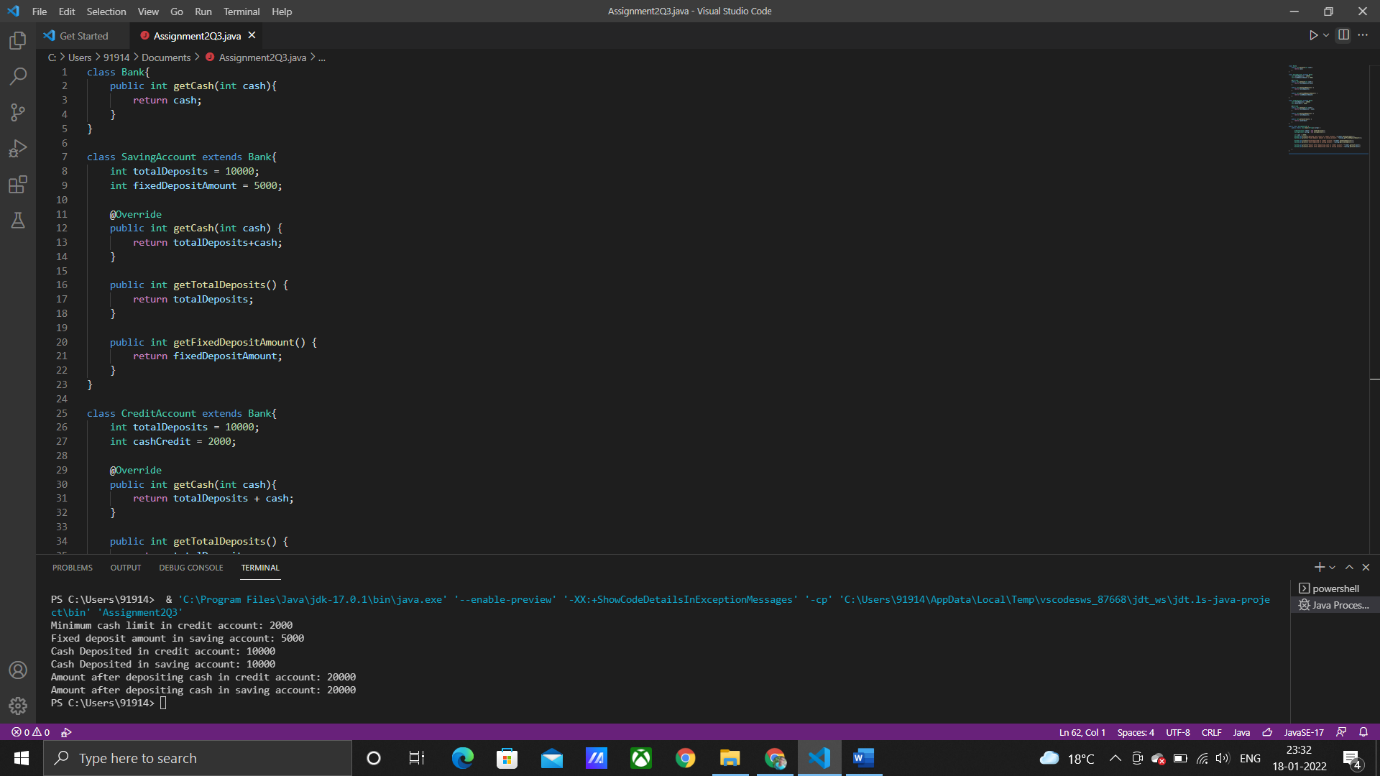 File Edit Selection View Go Run Terminal Help
Assignment2Q3.java - Visual Studio Code
Get Started
Assignment2Q3.java
C: > Users > 91914 > Documents > Assignment2Q3.java > ...
1 class Bank{
2 public int getCash(int cash){
3 return cash;
4 }
5 }
6
7 class SavingAccount extends Bank{
8 int totalDeposits = 10000;
9 int fixedDepositAmount = 5000;
10
11 @Override
12 public int getCash(int cash) {
13 return totalDeposits+cash;
14 }
15
16 public int getTotalDeposits() {
17 return totalDeposits;
18 }
19
20 public int getFixedDepositAmount() {
21 return fixedDepositAmount;
22 }
23 }
24
25 class CreditAccount extends Bank{
26 int totalDeposits = 10000;
27 int cashCredit = 2000;
28
29 @Override
30 public int getCash(int cash){
31 return totalDeposits + cash;
32 }
33
34 public int getTotalDeposits() {
PROBLEMS OUTPUT DEBUG CONSOLE TERMINAL
PS C:\Users\91914> & 'C:\Program Files\Java\jdk-17.0.1\bin\java.exe' '--enable-preview' '-XX:+ShowCodeDetailsInExceptionMessages' '-cp' 'C:\Users\91914\AppData\Local\Temp\vscodesws_87668\jdt_ws\jdt.ls-java-proje
ct\bin' 'Assignment2Q3'
Minimum cash limit in credit account: 2000
Fixed deposit amount in saving account: 5000
Cash Deposited in credit account: 10000
Cash Deposited in saving account: 10000
Amount after depositing cash in credit account: 20000
Amount after depositing cash in saving account: 20000
PS C:\Users\91914>
powershell
Java Proces...
0 0
Ln 62, Col 1 Spaces: 4 UTF-8 CRLF Java JavaSE-17
Type here to search
18°C
ENG
23:32
18-01-2022
4